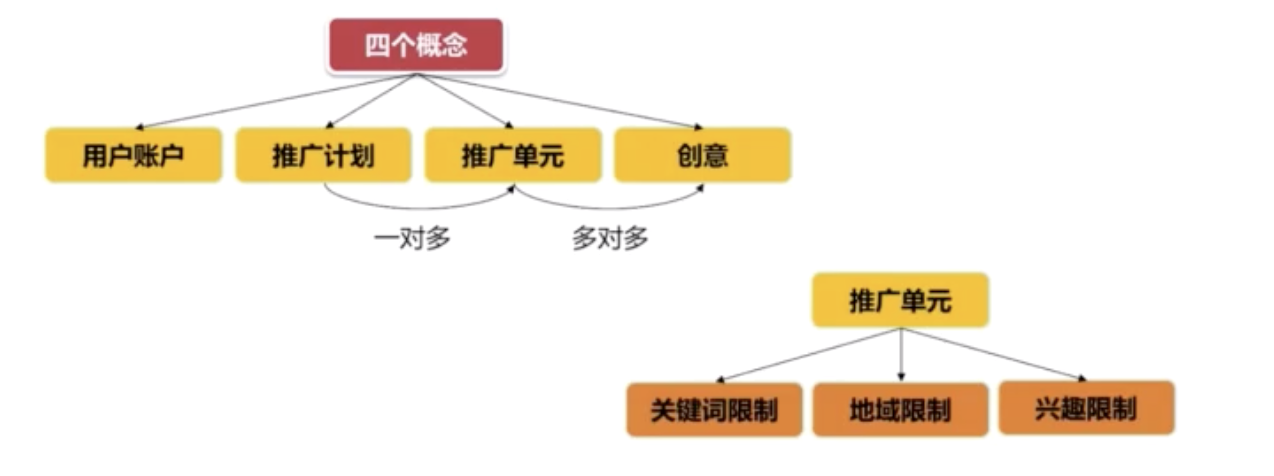 四个概念
用户账户
推广计划
推广单元
创意
一对多
多对多
推广单元
关键词限制
地域限制
兴趣限制